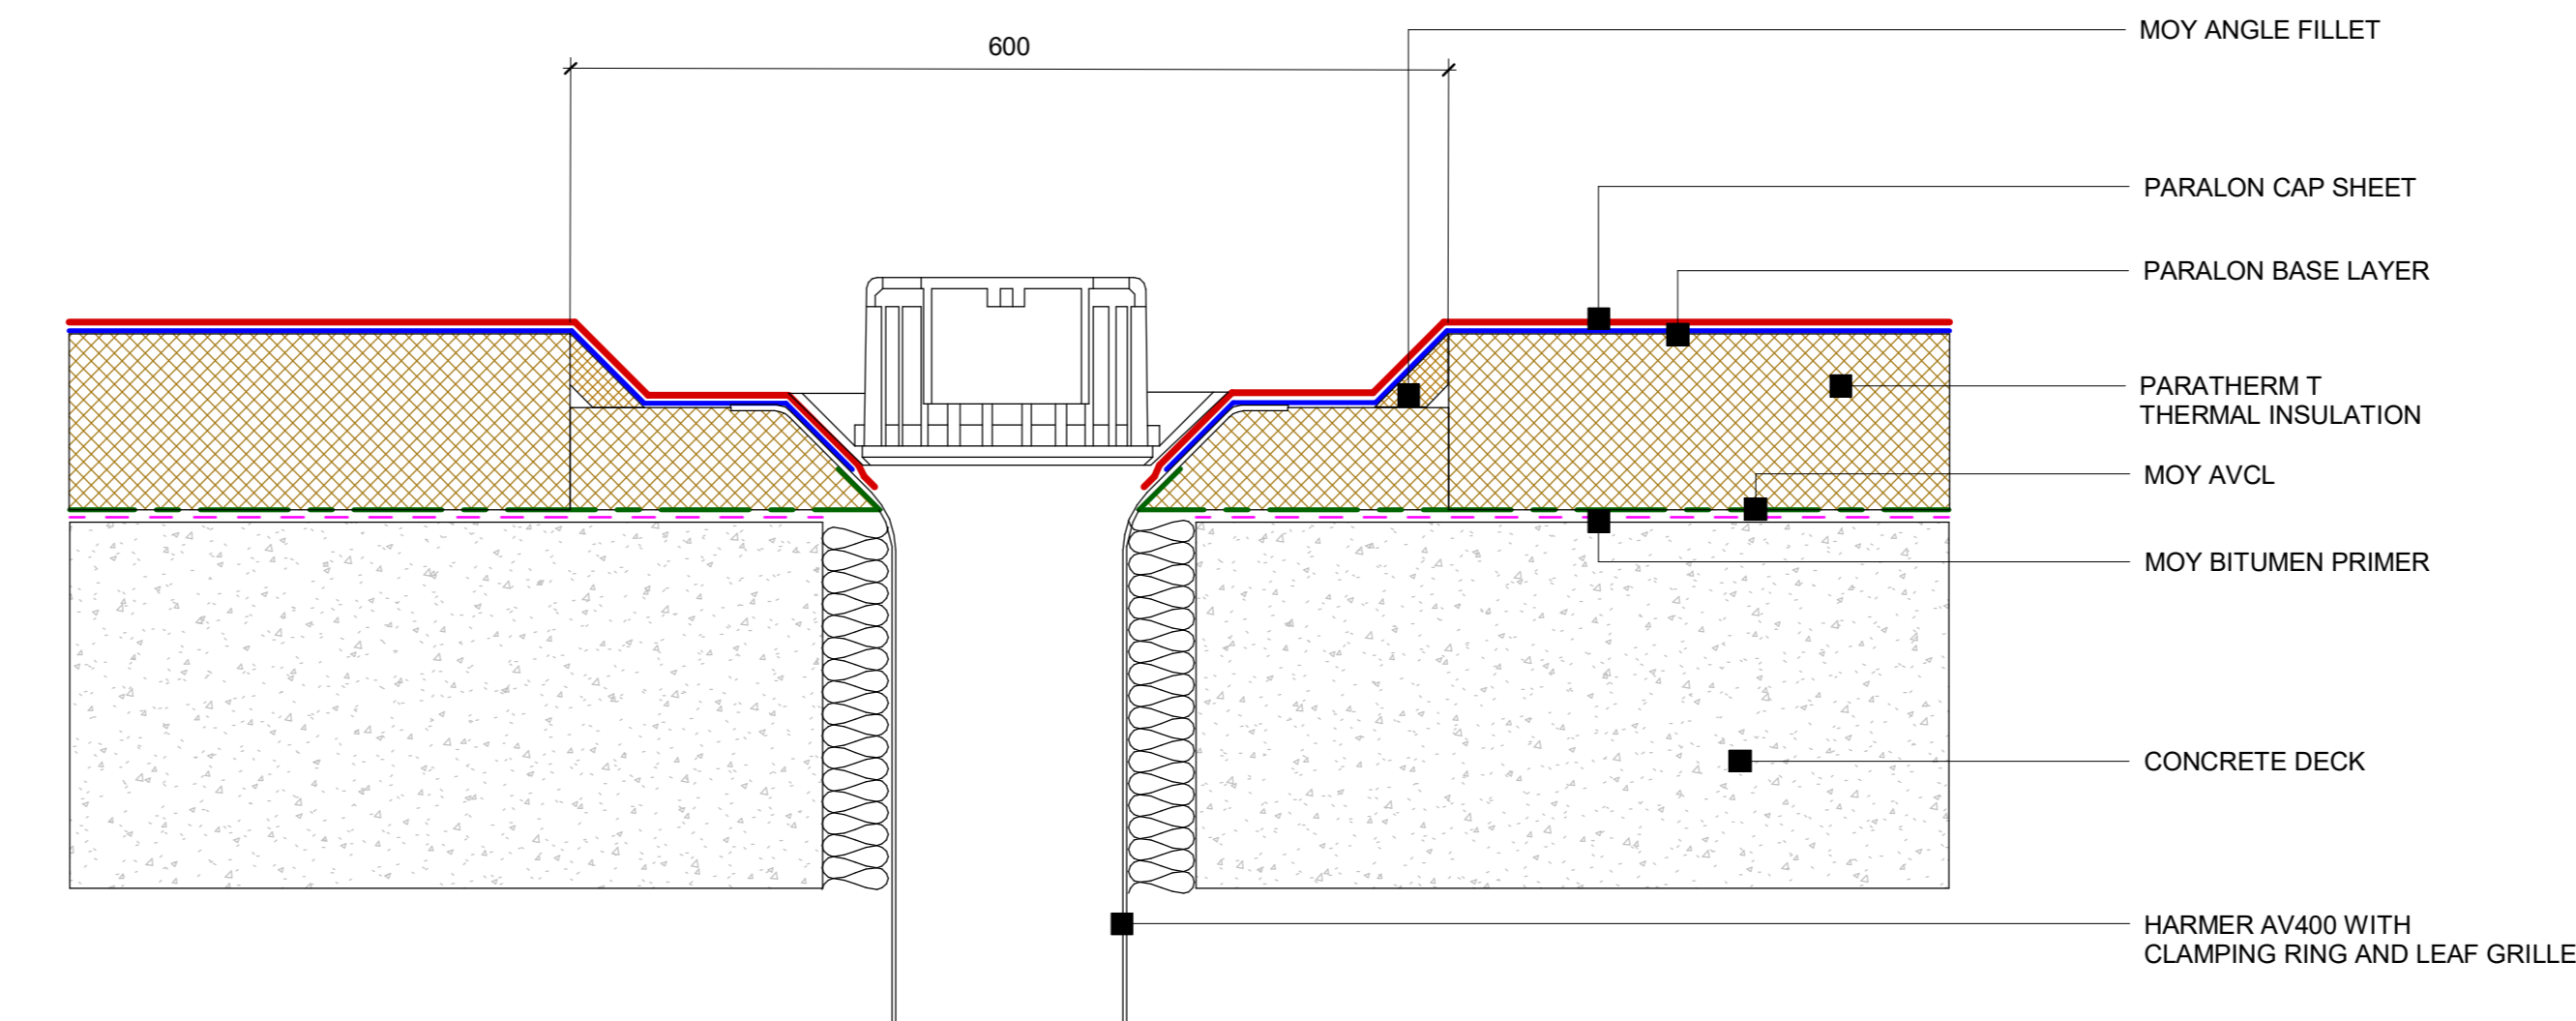 600
MOY ANGLE FILLET
PARALON CAP SHEET
PARALON BASE LAYER
PARATHERM T
THERMAL INSULATION
MOY AVCL
MOY BITUMEN PRIMER
CONCRETE DECK
HARMER AV400 WITH
CLAMPING RING AND LEAF GRILLE